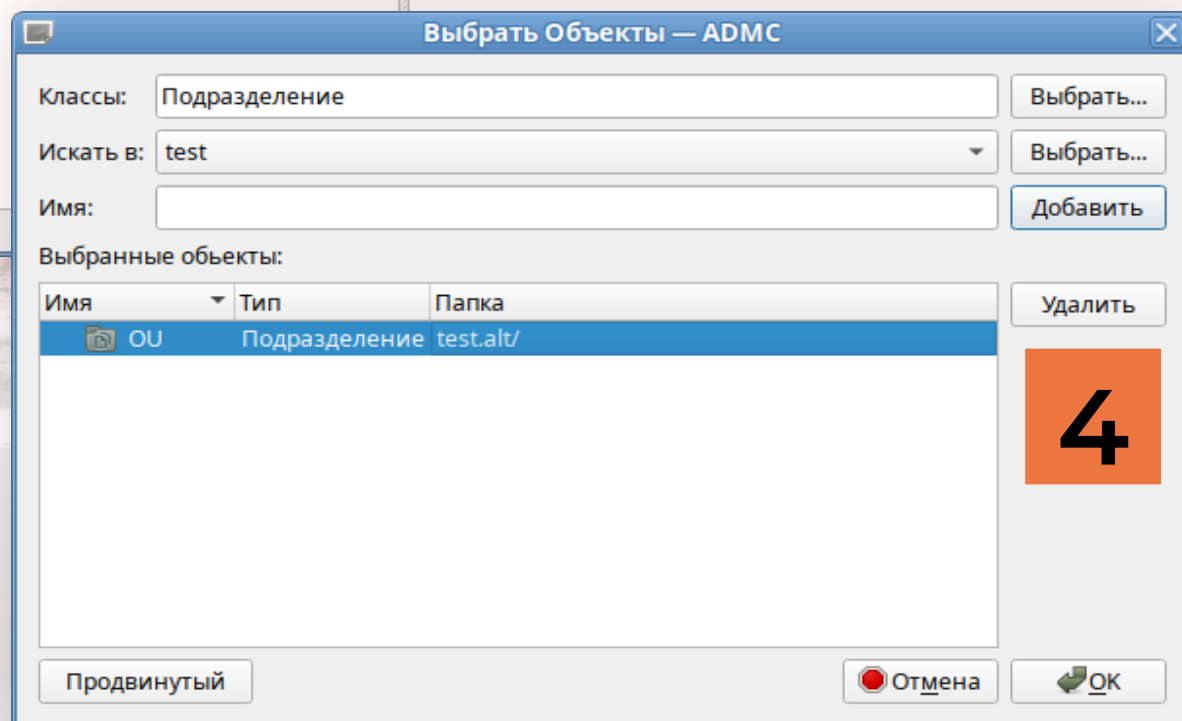 Выбрать Объекты — ADMC
Классы: Подразделение Выбрать...
Искать в: test Выбрать...
Имя: Добавить
Выбранные обьекты:
Имя Тип Папка Удалить
OU Подразделение test.alt/
4
Продвинутый Отмена OK